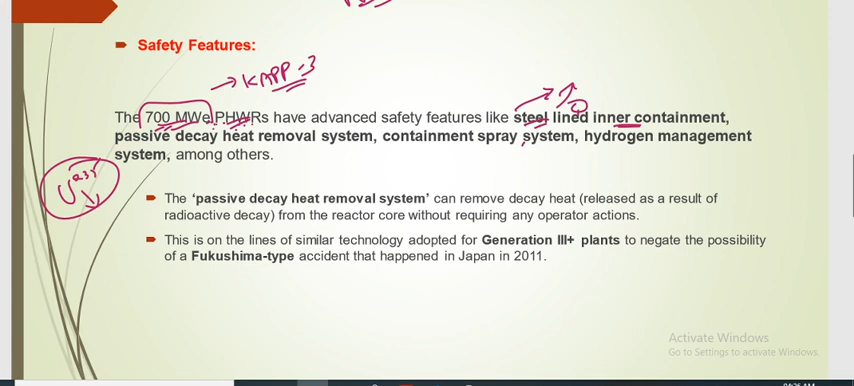 Safety Features:
→ KAPP-3
The 700 MWe PHWRs have advanced safety features like steel lined inner containment,
passive decay heat removal system, containment spray system, hydrogen management
system, among others.
U235
The 'passive decay heat removal system' can remove decay heat (released as a result of
radioactive decay) from the reactor core without requiring any operator actions.
This is on the lines of similar technology adopted for Generation III+ plants to negate the possibility
of a Fukushima-type accident that happened in Japan in 2011.
Activate Windows
Go to Settings to activate Windows.